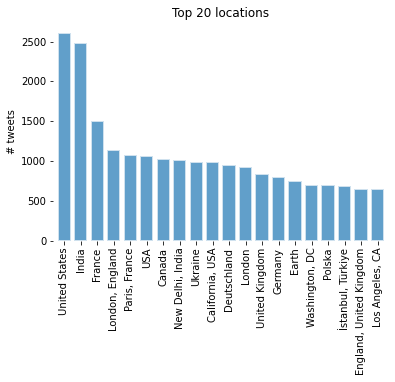 Top 20 locations
# tweets
2500
2000
1500
1000
500
0
United States
India
France
London, England
Paris, France
USA
Canada
New Delhi, India
Ukraine
California, USA
Deutschland
London
United Kingdom
Germany
Earth
Washington, DC
Polska
İstanbul, Türkiye
England, United Kingdom
Los Angeles, CA